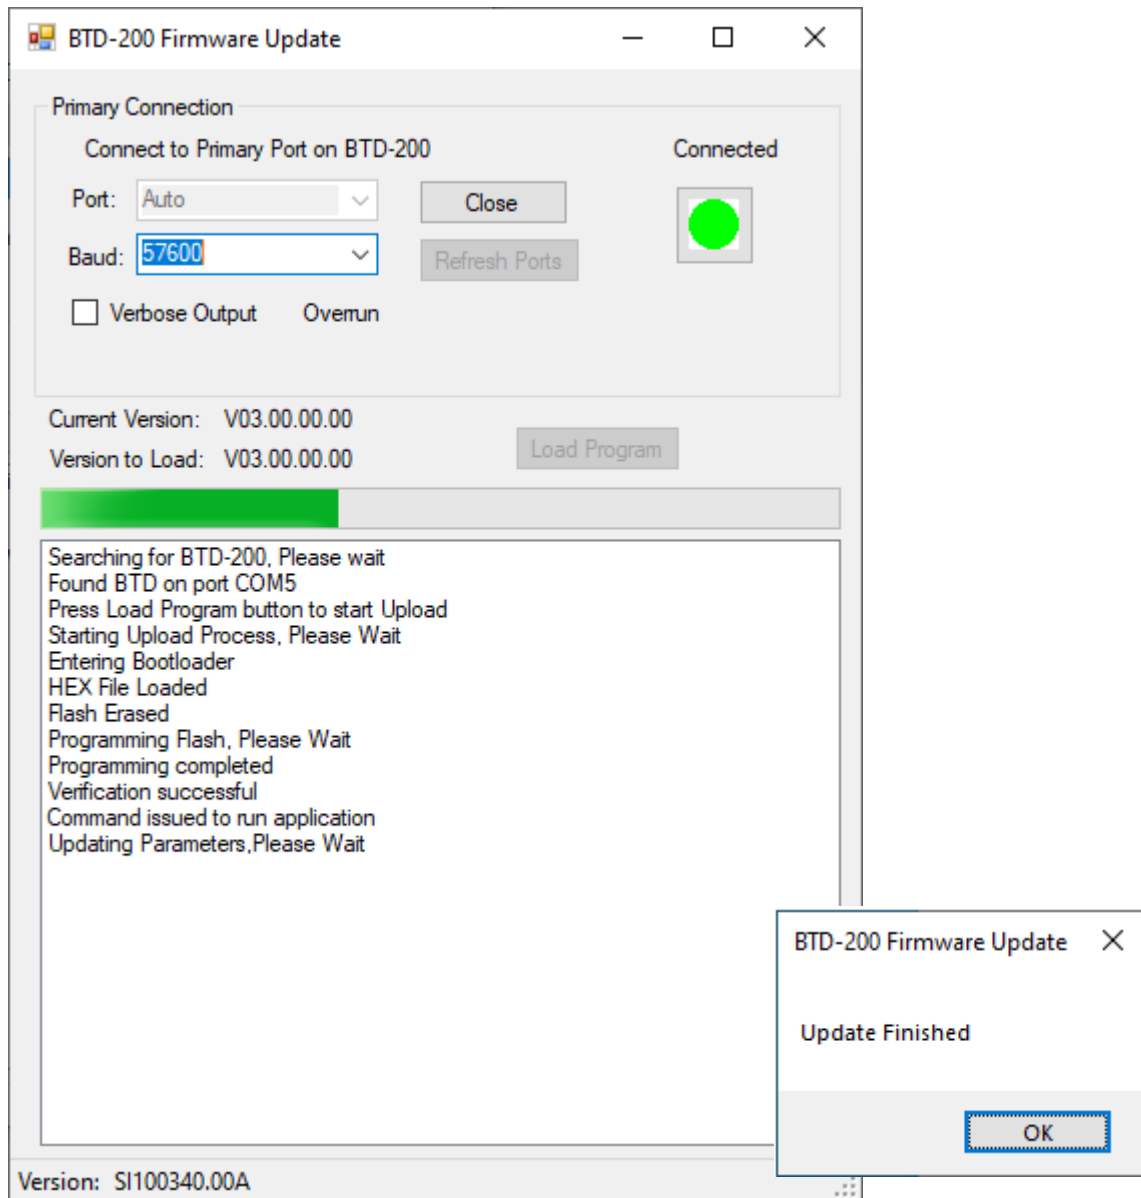 BTD-200 Firmware Update
Primary Connection
Connect to Primary Port on BTD-200
Connected
Port: Auto
Close
Baud: 57600
Refresh Ports
Verbose Output Overrun
Current Version: V03.00.00.00
Version to Load: V03.00.00.00
Load Program
Searching for BTD-200, Please wait
Found BTD on port COM5
Press Load Program button to start Upload
Starting Upload Process, Please Wait
Entering Bootloader
HEX File Loaded
Flash Erased
Programming Flash, Please Wait
Programming completed
Verification successful
Command issued to run application
Updating Parameters,Please Wait
BTD-200 Firmware Update
Update Finished
OK
Version: SI100340.00A